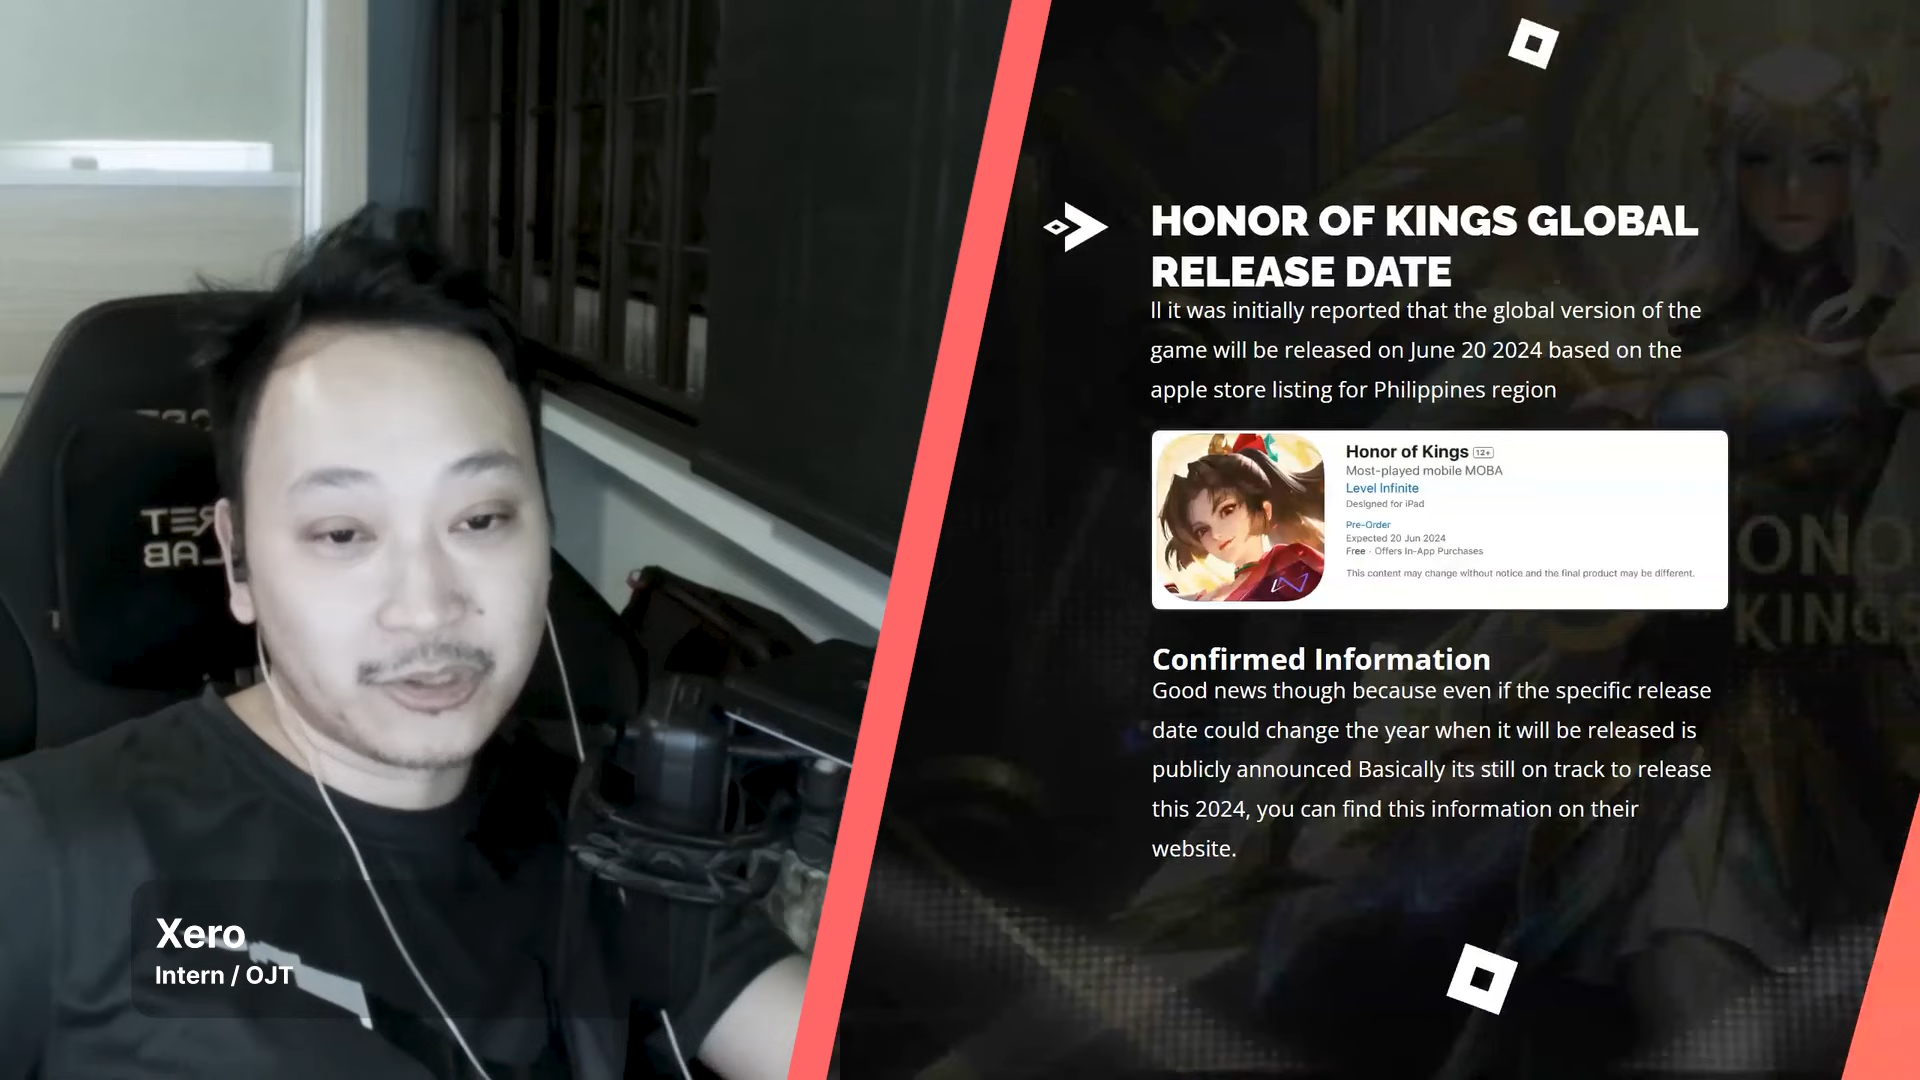 TERT
LAB
Xero
Intern / OJT
HONOR OF KINGS GLOBAL
RELEASE DATE
ll it was initially reported that the global version of the
game will be released on June 20 2024 based on the
apple store listing for Philippines region
Honor of Kings 12+
Most-played mobile MOBA
Level Infinite
Designed for iPad
Pre-Order
Expected 20 Jun 2024
Free · Offers In-App Purchases
This content may change without notice and the final product may be different.
ONO
KINGS
Confirmed Information
Good news though because even if the specific release
date could change the year when it will be released is
publicly announced Basically its still on track to release
this 2024, you can find this information on their
website.